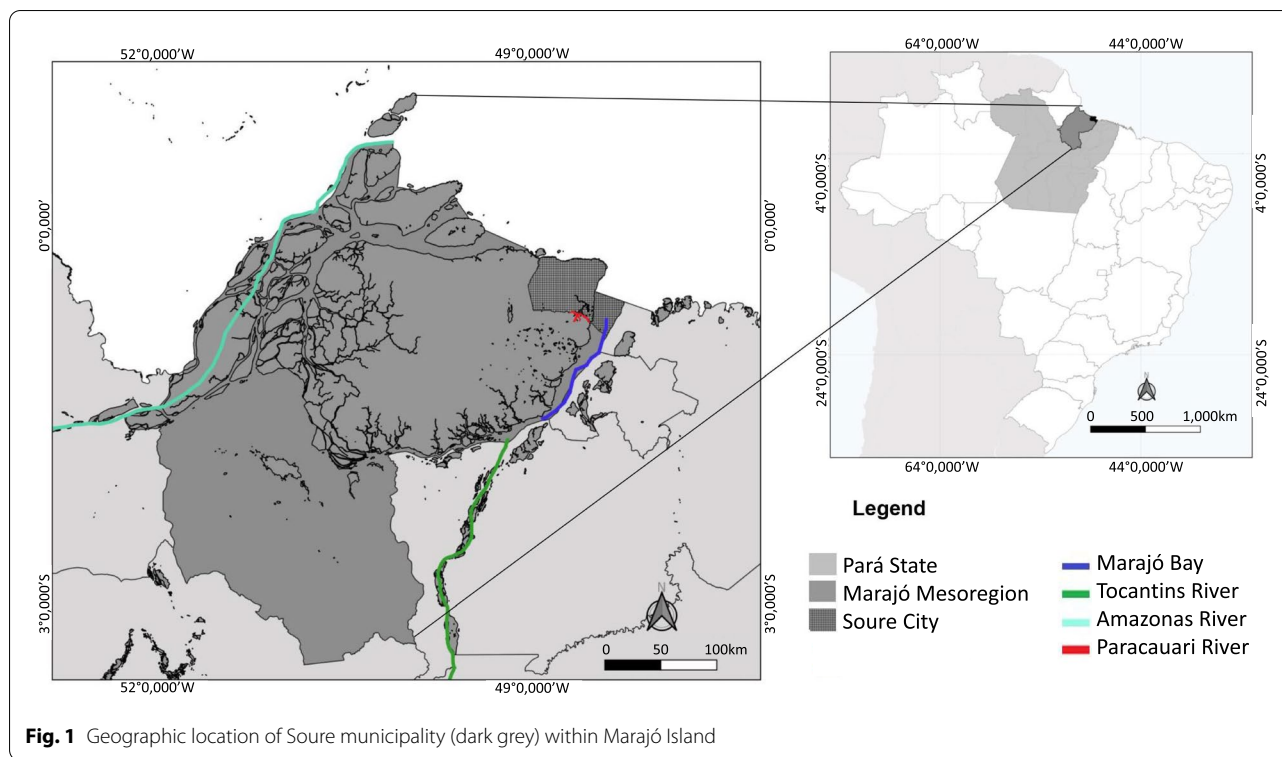 52°0,000’W
49°0,000’W
0°0,000’
0°0,000’
3°0,000’S
3°0,000’S
N
0 50 100km
52°0,000’W
49°0,000’W
64°0,000’W
44°0,000’W
4°0,000’S
4°0,000’S
24°0,000’S
24°0,000’S
N
0 500 1,000km
64°0,000’W
44°0,000’W
Legend
Pará State
Marajó Mesoregion
Soure City
Marajó Bay
Tocantins River
Amazonas River
Paracauari River
Fig. 1 Geographic location of Soure municipality (dark grey) within Marajó Island